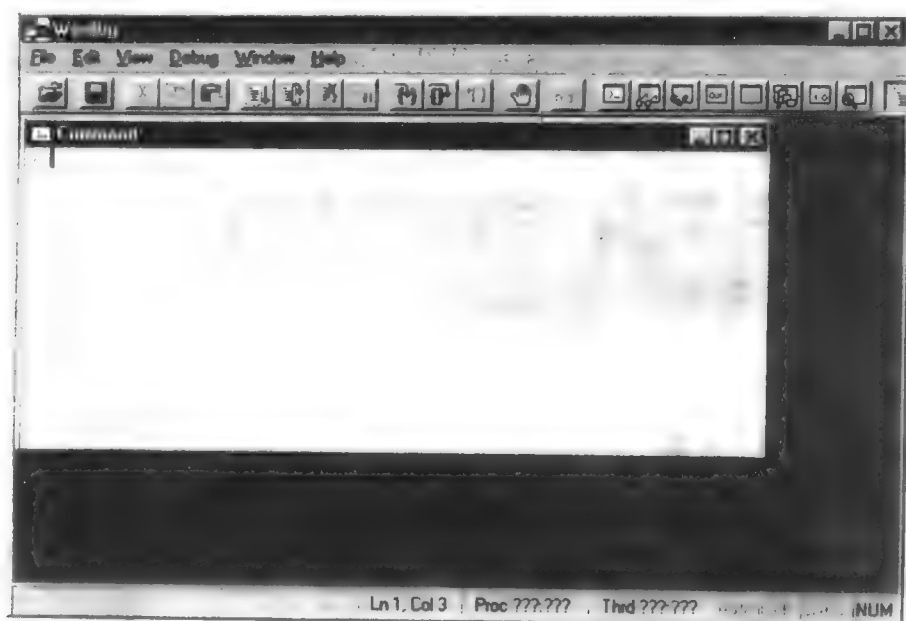 WinDbg
File Edit View Debug Window Help
Command
Ln 1, Col 3 Proc ???:??? Thrd ???:??? NUM